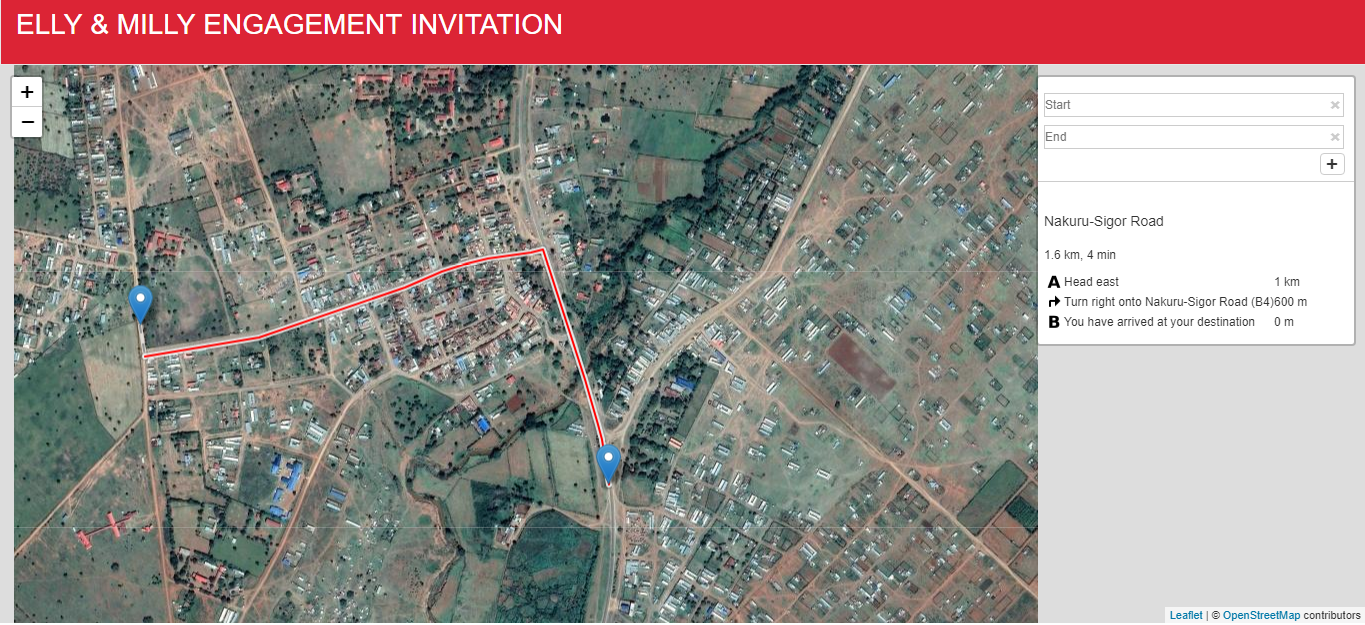 ELLY & MILLY ENGAGEMENT INVITATION
+
−
Start ×
End ×
+
Nakuru-Sigor Road
1.6 km, 4 min
A Head east 1 km
Turn right onto Nakuru-Sigor Road (B4) 600 m
B You have arrived at your destination 0 m
Leaflet | © OpenStreetMap contributors